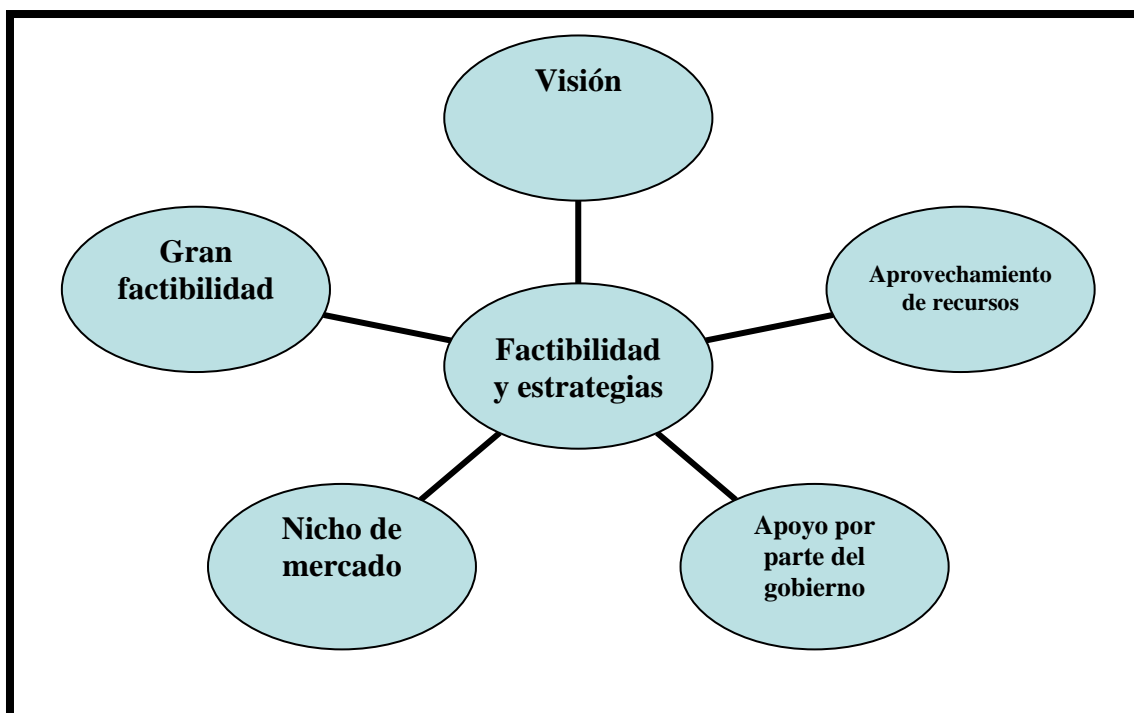 Visión
Gran
factibilidad
Aprovechamiento
de recursos
Factibilidad
y estrategias
Nicho de
mercado
Apoyo por
parte del
gobierno